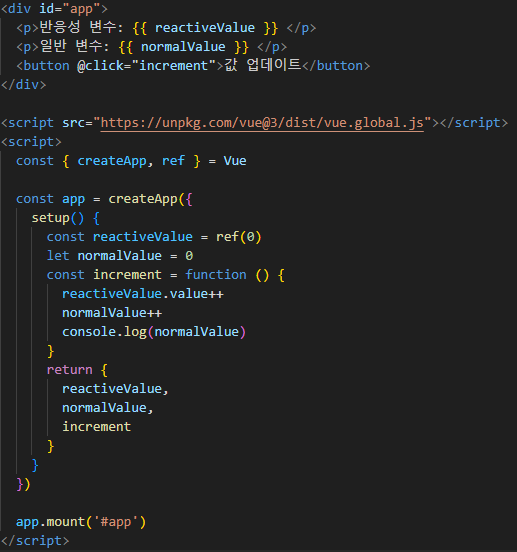 <div id="app">
  <p>반응성 변수: {{ reactiveValue }} </p>
  <p>일반 변수: {{ normalValue }} </p>
  <button @click="increment">값 업데이트</button>
</div>

<script src="https://unpkg.com/vue@3/dist/vue.global.js"></script>
<script>
  const { createApp, ref } = Vue

  const app = createApp({
    setup() {
      const reactiveValue = ref(0)
      let normalValue = 0
      const increment = function () {
        reactiveValue.value++
        normalValue++
        console.log(normalValue)
      }
      return {
        reactiveValue,
        normalValue,
        increment
      }
    }
  })

  app.mount('#app')
</script>